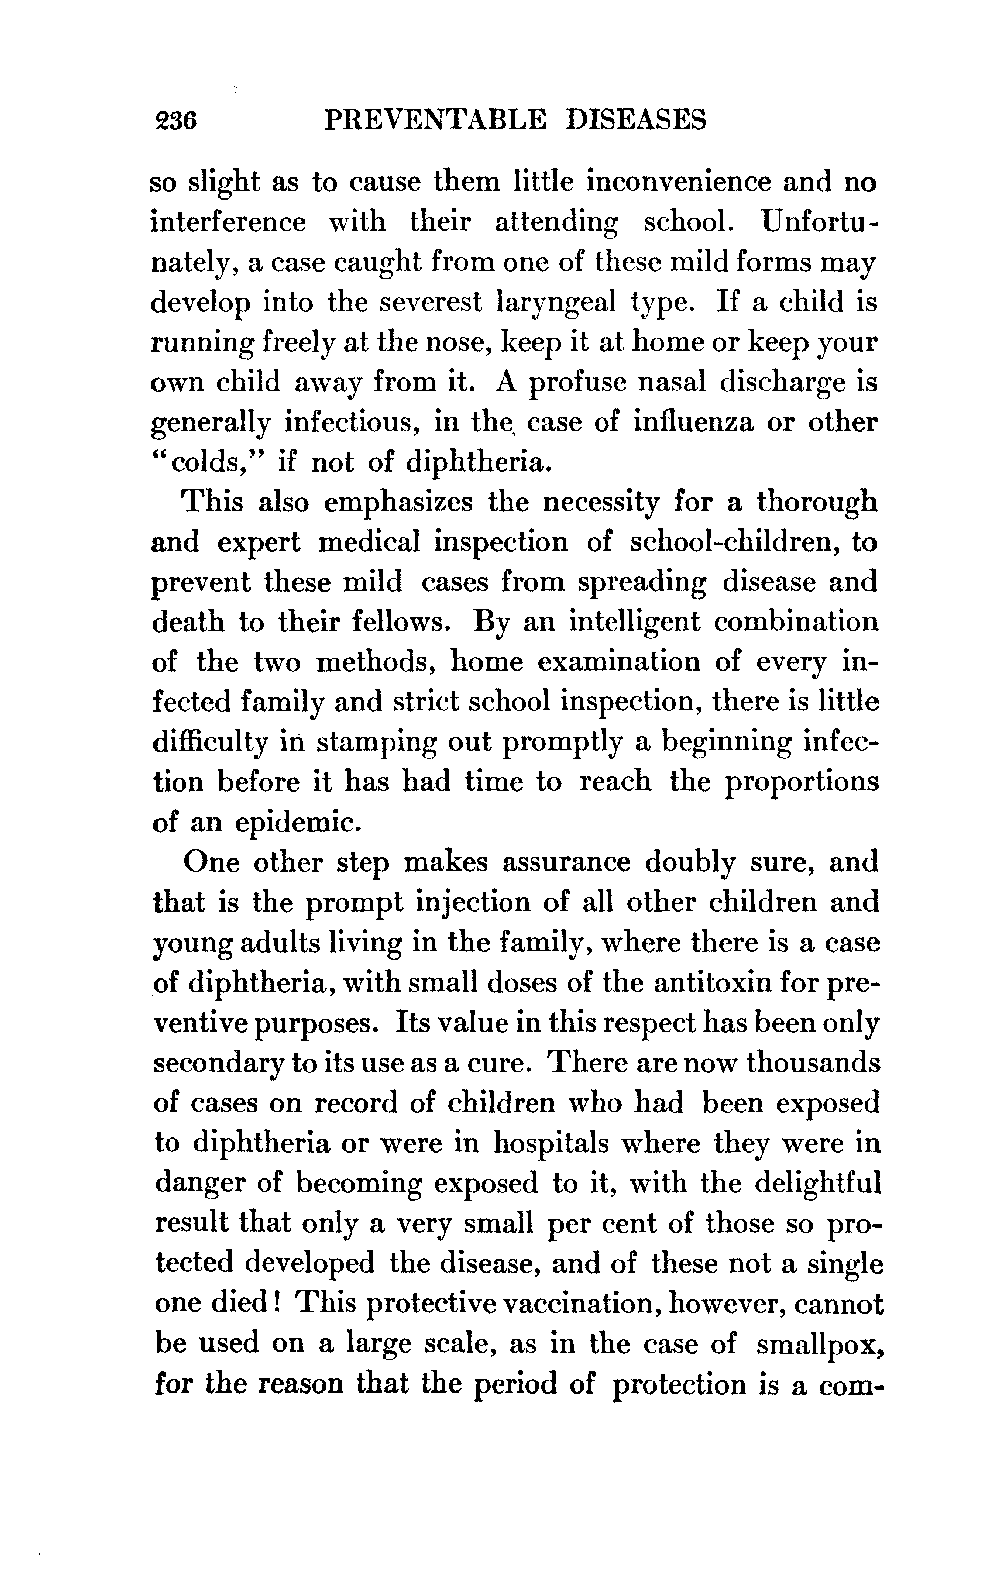 236 PREVENTABLE DISEASES
so slight as to cause them little inconvenience and no
interference with their attending school. Unfortu-
nately, a case caught from one of these mild forms may
develop into the severest laryngeal type. If a child is
running freely at the nose, keep it at home or keep your
own child away from it. A profuse nasal discharge is
generally infectious, in the case of influenza or other
“colds,” if not of diphtheria.
This also emphasizes the necessity for a thorough
and expert medical inspection of school-children, to
prevent these mild cases from spreading disease and
death to their fellows. By an intelligent combination
of the two methods, home examination of every in-
fected family and strict school inspection, there is little
difficulty in stamping out promptly a beginning infec-
tion before it has had time to reach the proportions
of an epidemic.
One other step makes assurance doubly sure, and
that is the prompt injection of all other children and
young adults living in the family, where there is a case
of diphtheria, with small doses of the antitoxin for pre-
ventive purposes. Its value in this respect has been only
secondary to its use as a cure. There are now thousands
of cases on record of children who had been exposed
to diphtheria or were in hospitals where they were in
danger of becoming exposed to it, with the delightful
result that only a very small per cent of those so pro-
tected developed the disease, and of these not a single
one died! This protective vaccination, however, cannot
be used on a large scale, as in the case of smallpox,
for the reason that the period of protection is a com-